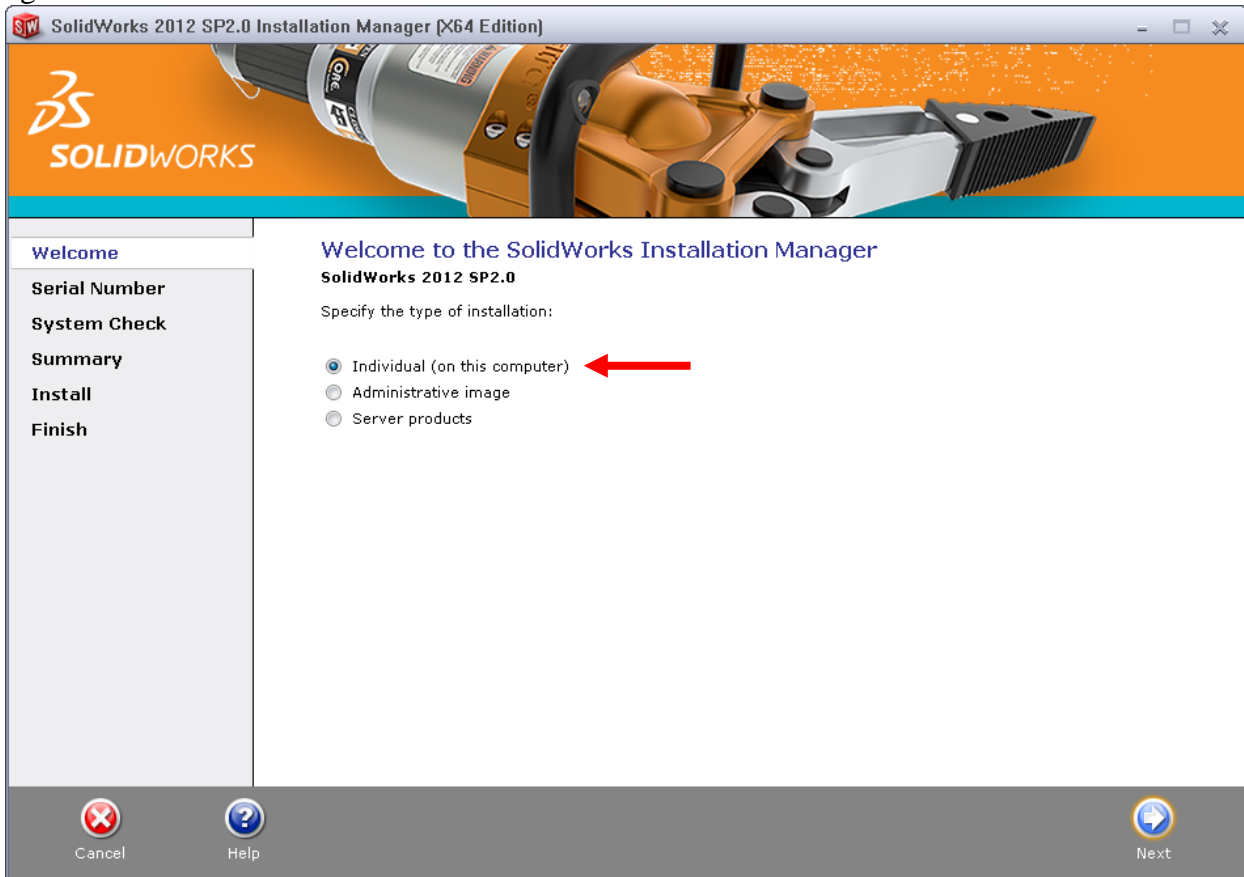 SolidWorks 2012 SP2.0 Installation Manager (X64 Edition)
SOLIDWORKS
CORE
WARNING
Welcome
Serial Number
System Check
Summary
Install
Finish
Welcome to the SolidWorks Installation Manager
SolidWorks 2012 SP2.0
Specify the type of installation:
Individual (on this computer)
Administrative image
Server products
Cancel
Help
Next